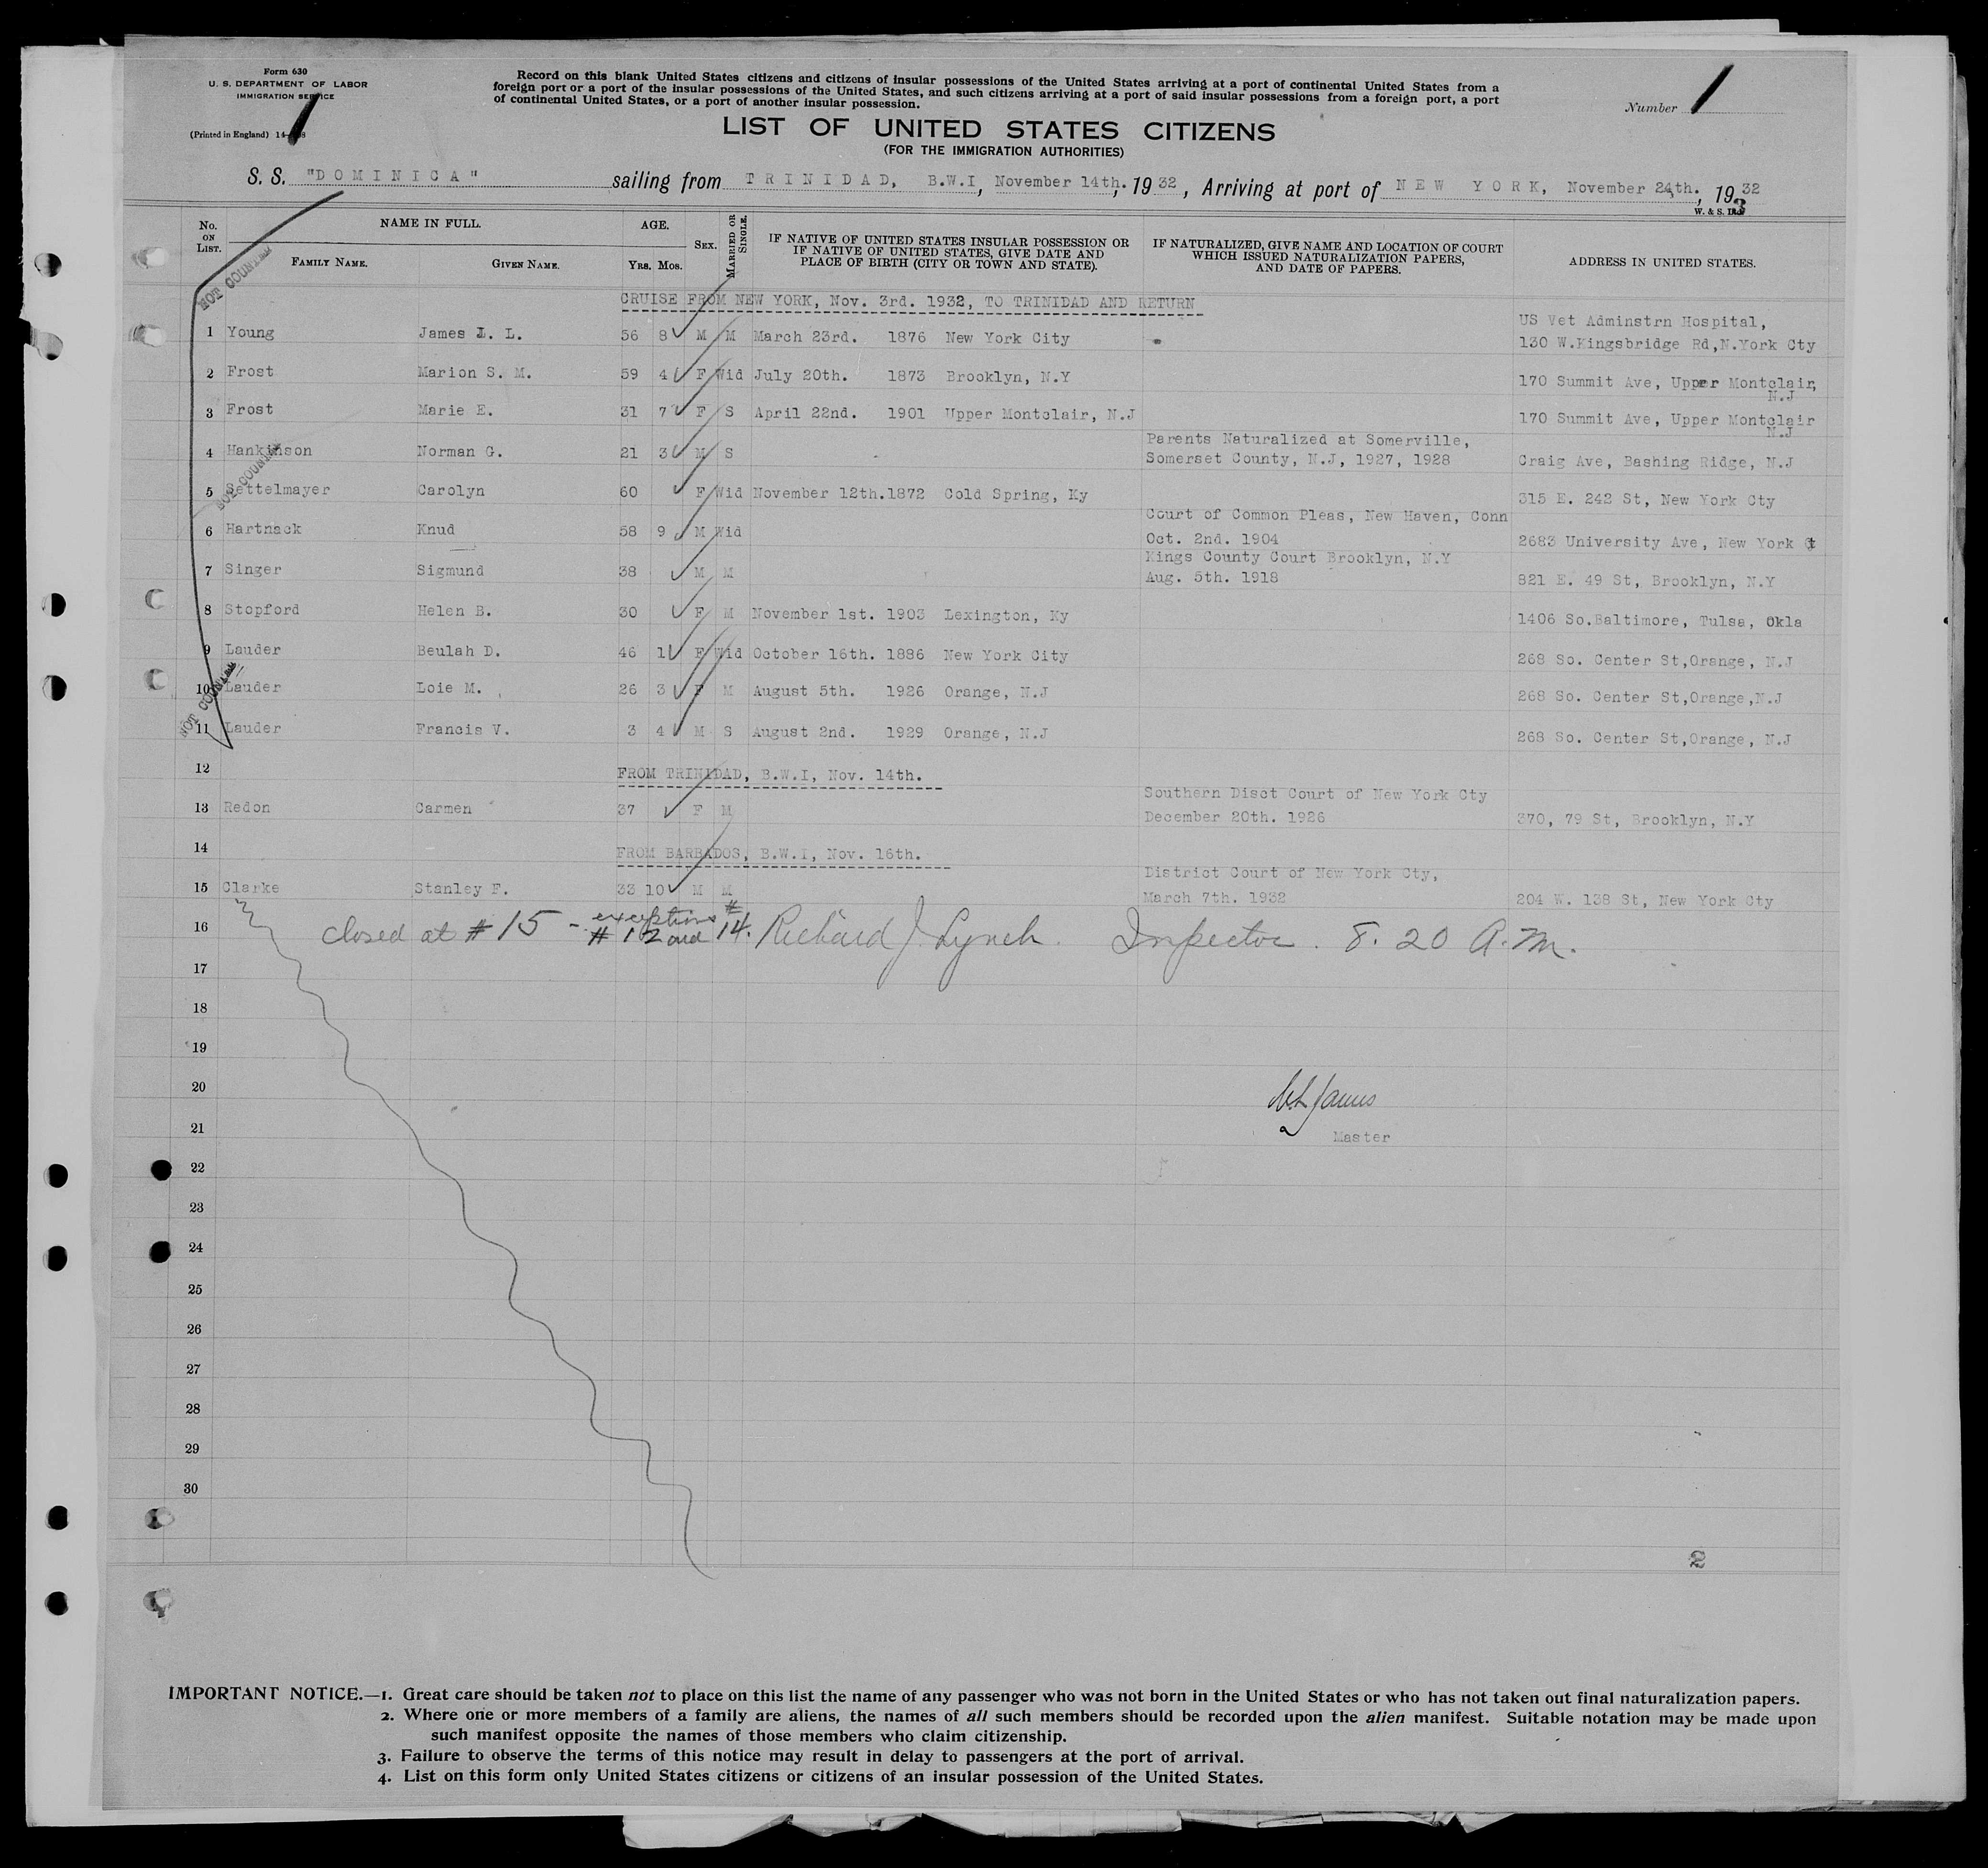 Form 630
U. S. DEPARTMENT OF LABOR
IMMIGRATION SERVICE
(Printed in England)
Record on this blank United States citizens and citizens of insular possessions of the United States arriving at a port of continental United States from a
foreign port or a port of the insular possessions of the United States, and such citizens arriving at a port of said insular possessions from a foreign port, a port
of continental United States, or a port of another insular possession.
Number 1
LIST OF UNITED STATES CITIZENS
(FOR THE IMMIGRATION AUTHORITIES)
S. S. "DOMINICA" sailing from TRINIDAD, B.W.I, November 14th. 1932, Arriving at port of NEW YORK, November 24th. 1932
No. ON LIST. NAME IN FULL. AGE. SEX. MARRIED OR SINGLE. IF NATIVE OF UNITED STATES INSULAR POSSESSION OR IF NATIVE OF UNITED STATES, GIVE DATE AND PLACE OF BIRTH (CITY OR TOWN AND STATE). IF NATURALIZED, GIVE NAME AND LOCATION OF COURT WHICH ISSUED NATURALIZATION PAPERS, AND DATE OF PAPERS. ADDRESS IN UNITED STATES.
FAMILY NAME. GIVEN NAME. YRS. MOS.
NOT COUNTED
CRUISE FROM NEW YORK, Nov. 3rd. 1932, TO TRINIDAD AND RETURN
US Vet Adminstrn Hospital,
1 Young James L. L. 56 8 M M March 23rd. 1876 New York City 130 W.Kingsbridge Rd,N.York Cty
2 Frost Marion S. M. 59 4 F Wid July 20th. 1873 Brooklyn, N.Y 170 Summit Ave, Upper Montclair,
N.J
3 Frost Marie E. 31 7 F S April 22nd. 1901 Upper Montclair, N.J 170 Summit Ave, Upper Montclair
N.J
Parents Naturalized at Somerville,
4 Hankinson Norman G. 21 3 M S Somerset County, N.J, 1927, 1928 Craig Ave, Bashing Ridge, N.J
NOT COUNTED
5 Settelmayer Carolyn 60 F Wid November 12th.1872 Cold Spring, Ky 315 E. 242 St, New York Cty
Court of Common Pleas, New Haven, Conn
6 Hartnack Knud 58 9 M Wid Oct. 2nd. 1904 2683 University Ave, New York Ct
Kings County Court Brooklyn, N.Y
7 Singer Sigmund 38 M M Aug. 5th. 1918 821 E. 49 St, Brooklyn, N.Y
8 Stopford Helen B. 30 F M November 1st. 1903 Lexington, Ky 1406 So.Baltimore, Tulsa, Okla
9 Lauder Beulah D. 46 1 F Wid October 16th. 1886 New York City 268 So. Center St,Orange, N.J
10 Lauder Loie M. 26 3 F M August 5th. 1926 Orange, N.J 268 So. Center St,Orange,N.J
NOT COUNTED
11 Lauder Francis V. 3 4 M S August 2nd. 1929 Orange, N.J 268 So. Center St,Orange, N.J
12 FROM TRINIDAD, B.W.I, Nov. 14th.
Southern Disct Court of New York Cty
13 Redon Carmen 37 F M December 20th. 1926 370, 79 St, Brooklyn, N.Y
14 FROM BARBADOS, B.W.I, Nov. 16th.
District Court of New York Cty,
15 Clarke Stanley F. 33 10 M M March 7th. 1932 204 W. 138 St, New York Cty
16 Closed at #15 - exceptions # 12 and #14. Richard J. Lynch. Inspector. 8.20 A.M.
17
18
19
20
21 Master
22
23
24
25
26
27
28
29
30
2
IMPORTANT NOTICE.—1. Great care should be taken not to place on this list the name of any passenger who was not born in the United States or who has not taken out final naturalization papers.
2. Where one or more members of a family are aliens, the names of all such members should be recorded upon the alien manifest. Suitable notation may be made upon
such manifest opposite the names of those members who claim citizenship.
3. Failure to observe the terms of this notice may result in delay to passengers at the port of arrival.
4. List on this form only United States citizens or citizens of an insular possession of the United States.